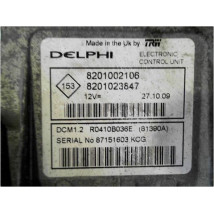 Made in the Uk by TRW
DELPHI ELECTRONIC CONTROL UNIT
8201002106
153 8201023847
12V= 27.10.09
DCM1.2 R0410B036E (81390A)
SERIAL No 87151603 KCG